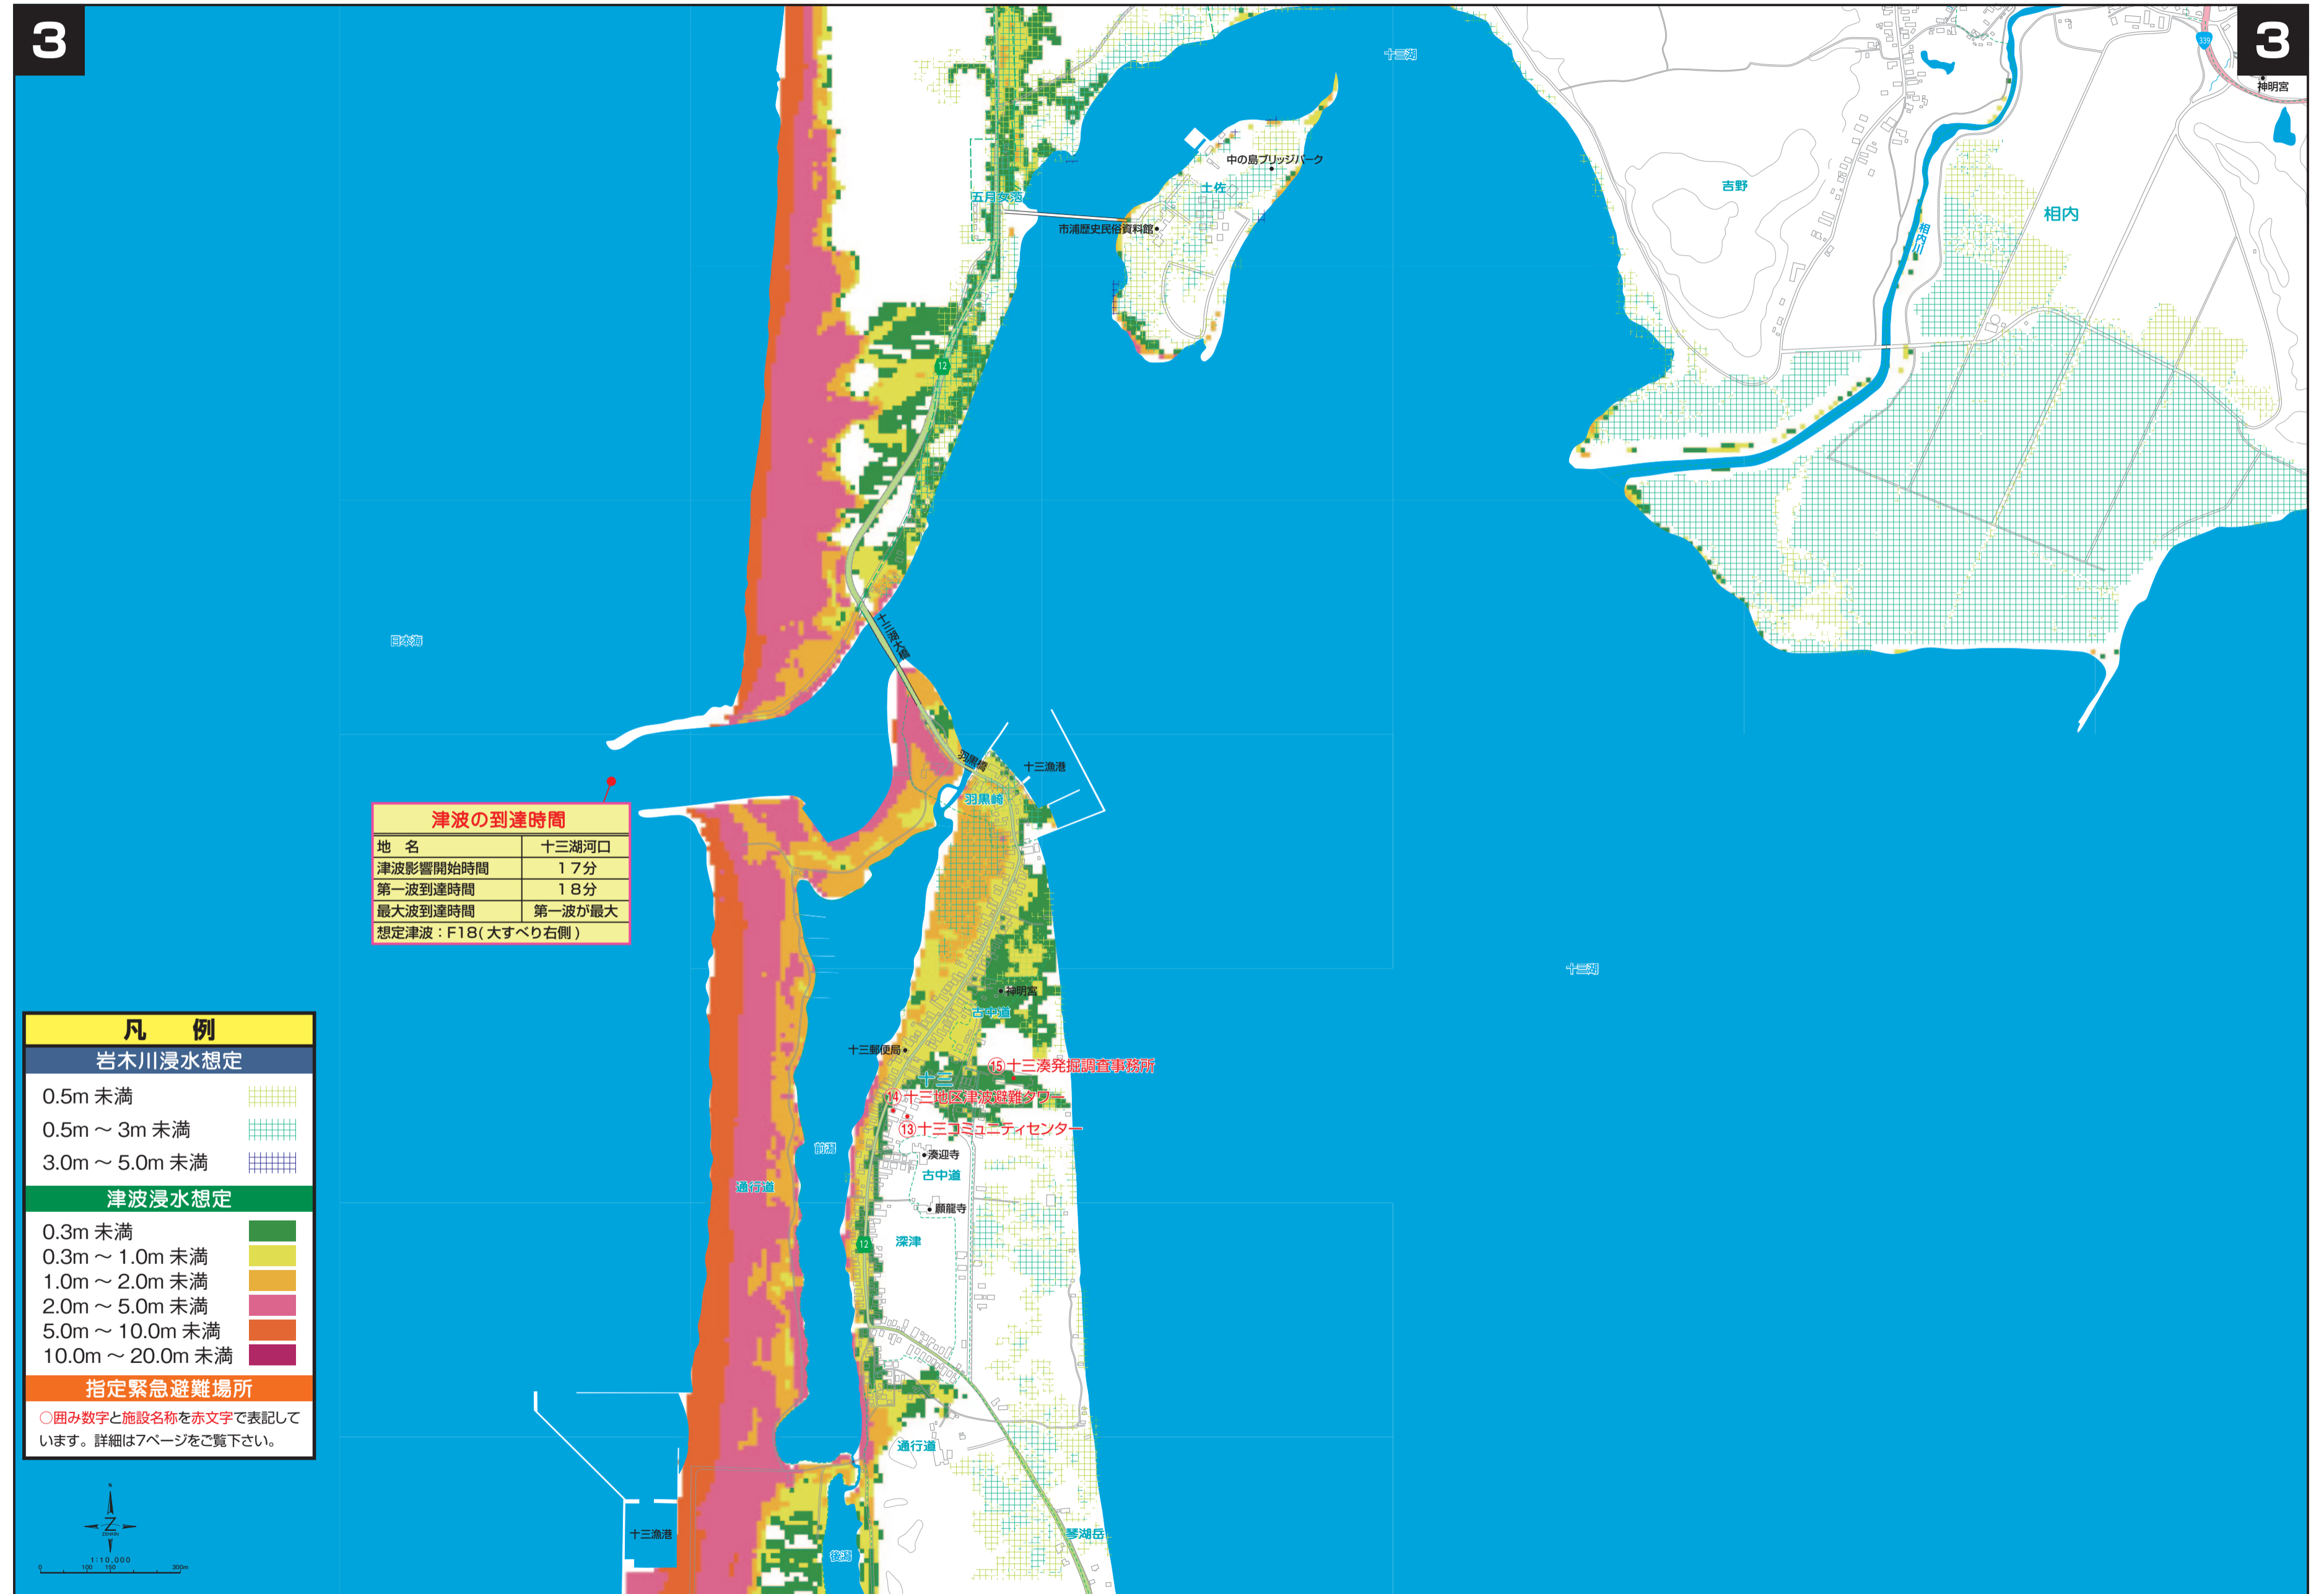 3
3
十三湖
339
神明宮
中の島ブリッジパーク
土佐
吉野
相内
五月女萢
市浦歴史民俗資料館
相内川
12
日本海
十三湖大橋
羽黒橋
十三漁港
羽黒崎
津波の到達時間
地 名 十三湖河口
津波影響開始時間 17分
第一波到達時間 18分
最大波到達時間 第一波が最大
想定津波：F18(大すべり右側)
十三湖
神明宮
古中道
十三郵便局
⑮十三湊発掘調査事務所
十三
⑭十三地区津波避難タワー
⑬十三コミュニティセンター
前潟
湊迎寺
古中道
通行道
願龍寺
深津
12
通行道
琴湖岳
十三漁港
後潟
凡 例
岩木川浸水想定
0.5m 未満
0.5m ～ 3m 未満
3.0m ～ 5.0m 未満
津波浸水想定
0.3m 未満
0.3m ～ 1.0m 未満
1.0m ～ 2.0m 未満
2.0m ～ 5.0m 未満
5.0m ～ 10.0m 未満
10.0m ～ 20.0m 未満
指定緊急避難場所
○囲み数字と施設名称を赤文字で表記して
います。詳細は7ページをご覧下さい。
N
Z
ZENRIN
1:10,000
0 100 150 300m